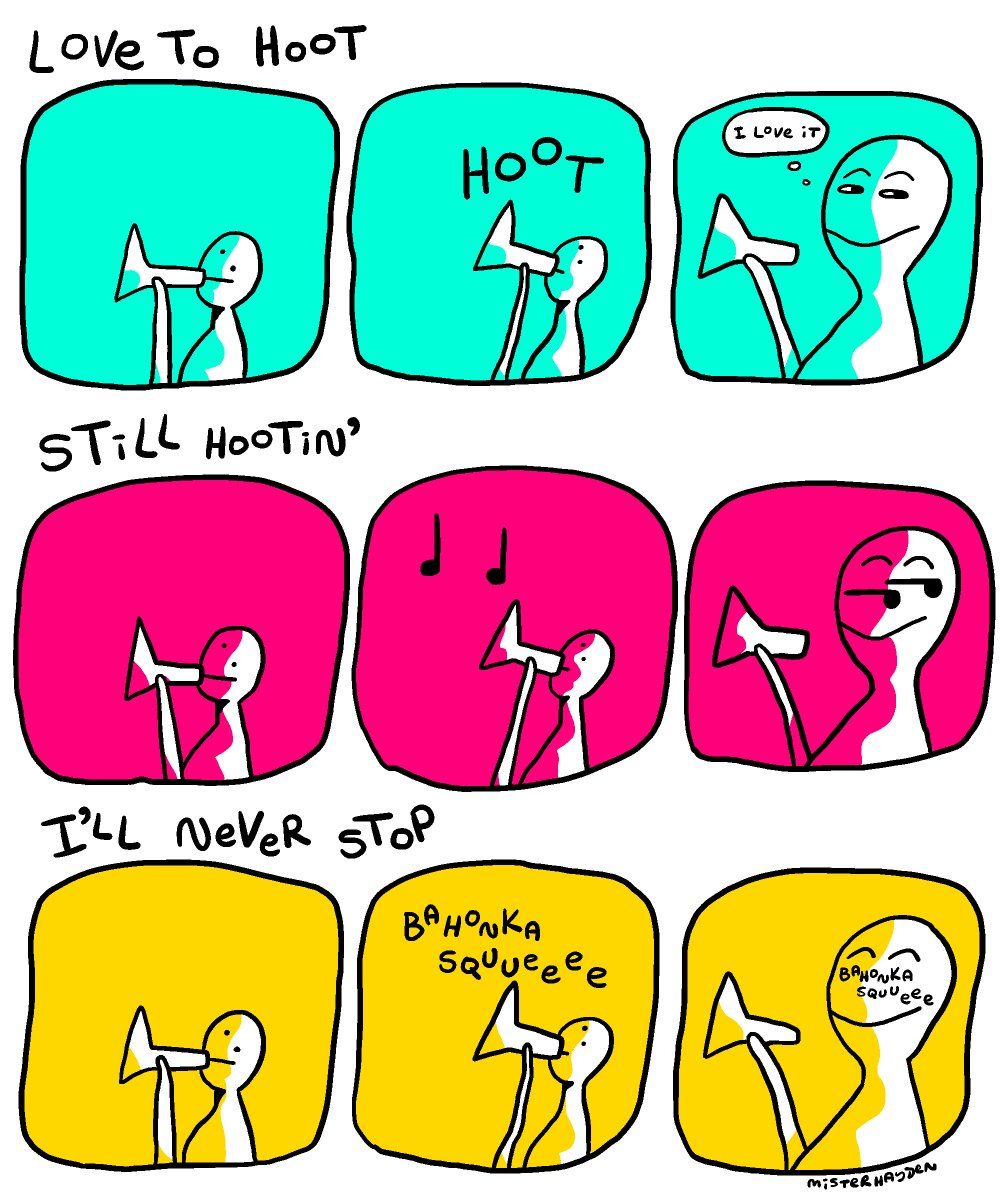 LOVE TO HOOT
HOOT
I LOVE iT
STiLL HOOTiN'
I'LL NEVER STOP
BAHONKA
SQUUEEEE
BAHONKA
SQUUEEE
MiSTERHAYDEN